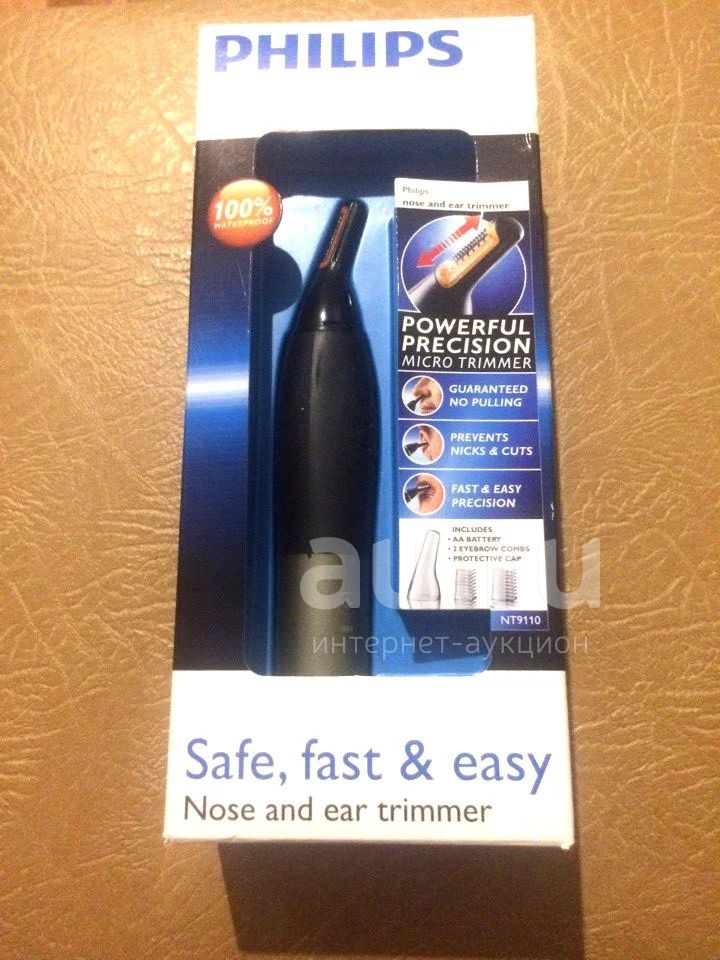 PHILIPS
100%
WATERPROOF
Philips
nose and ear trimmer
POWERFUL
PRECISION
MICRO TRIMMER
GUARANTEED
NO PULLING
PREVENTS
NICKS & CUTS
FAST & EASY
PRECISION
INCLUDES
• AA BATTERY
• 2 EYEBROW COMBS
• PROTECTIVE CAP
NT9110
au.ru
интернет-аукцион
Safe, fast & easy
Nose and ear trimmer